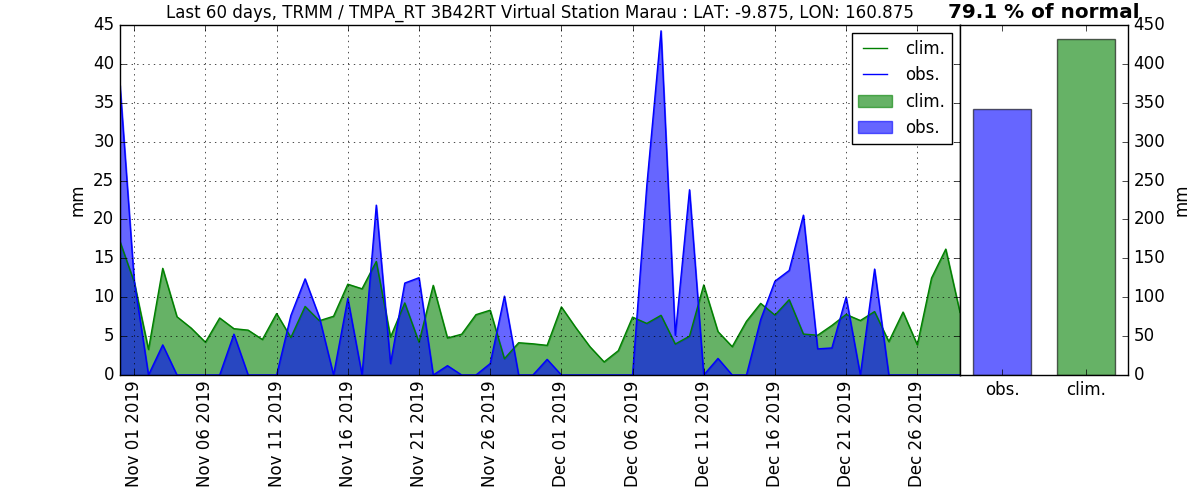 Last 60 days, TRMM / TMPA_RT 3B42RT Virtual Station Marau : LAT: -9.875, LON: 160.875
79.1 % of normal
45
40
35
30
25
20
15
10
5
0
mm
clim.
obs.
clim.
obs.
450
400
350
300
250
200
150
100
50
0
mm
Nov 01 2019
Nov 06 2019
Nov 11 2019
Nov 16 2019
Nov 21 2019
Nov 26 2019
Dec 01 2019
Dec 06 2019
Dec 11 2019
Dec 16 2019
Dec 21 2019
Dec 26 2019
obs.
clim.